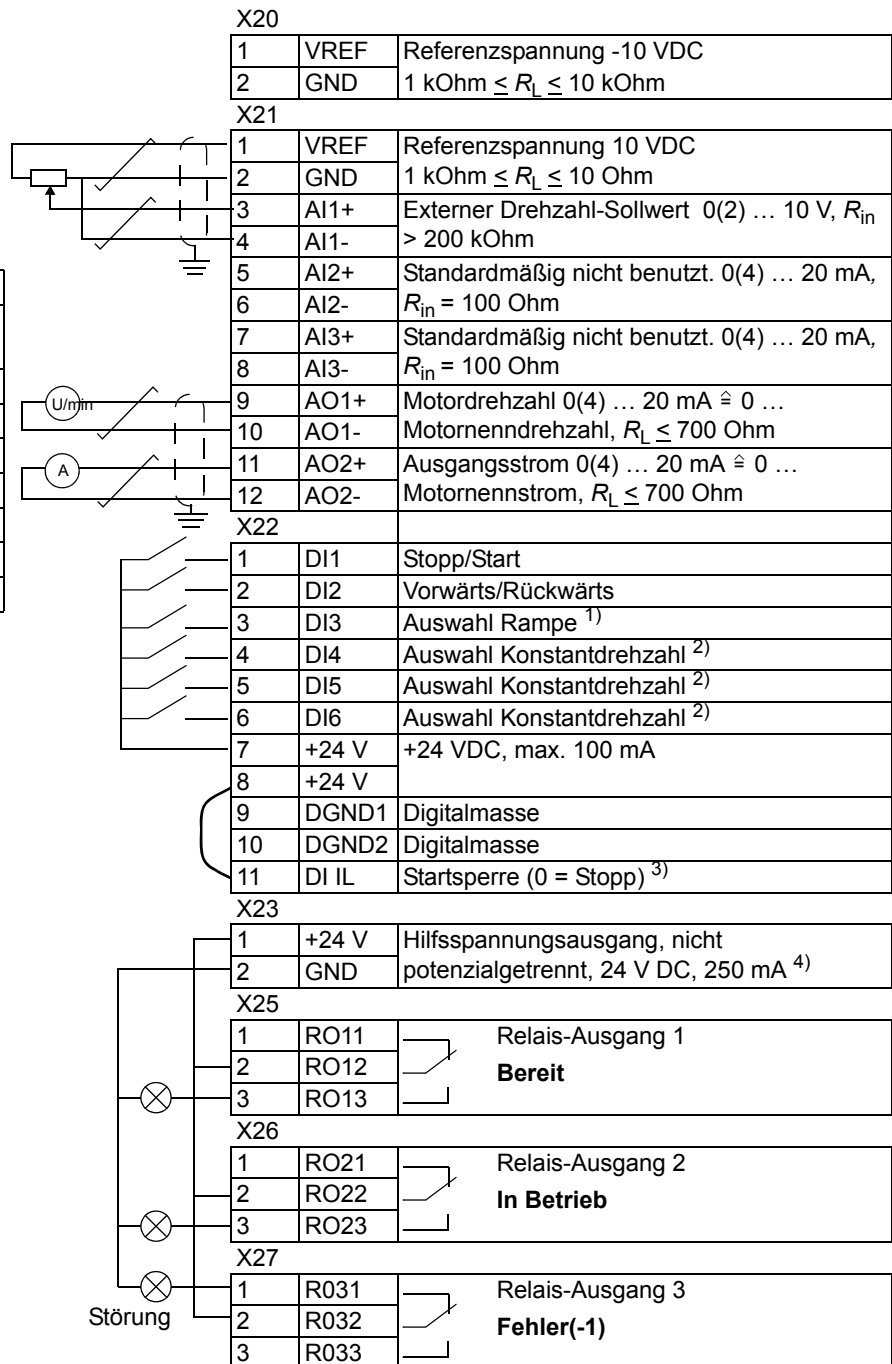 X20
1 VREF Referenzspannung -10 VDC
2 GND 1 kOhm ≤ RL ≤ 10 kOhm
X21
1 VREF Referenzspannung 10 VDC
2 GND 1 kOhm ≤ RL ≤ 10 Ohm
3 AI1+ Externer Drehzahl-Sollwert 0(2) … 10 V, Rin
4 AI1- > 200 kOhm
5 AI2+ Standardmäßig nicht benutzt. 0(4) … 20 mA,
6 AI2- Rin = 100 Ohm
7 AI3+ Standardmäßig nicht benutzt. 0(4) … 20 mA,
8 AI3- Rin = 100 Ohm
U/min 9 AO1+ Motordrehzahl 0(4) … 20 mA ≙ 0 …
10 AO1- Motornenndrehzahl, RL ≤ 700 Ohm
A 11 AO2+ Ausgangsstrom 0(4) … 20 mA ≙ 0 …
12 AO2- Motornennstrom, RL ≤ 700 Ohm
X22
1 DI1 Stopp/Start
2 DI2 Vorwärts/Rückwärts
3 DI3 Auswahl Rampe 1)
4 DI4 Auswahl Konstantdrehzahl 2)
5 DI5 Auswahl Konstantdrehzahl 2)
6 DI6 Auswahl Konstantdrehzahl 2)
7 +24 V +24 VDC, max. 100 mA
8 +24 V
9 DGND1 Digitalmasse
10 DGND2 Digitalmasse
11 DI IL Startsperre (0 = Stopp) 3)
X23
1 +24 V Hilfsspannungsausgang, nicht
2 GND potenzialgetrennt, 24 V DC, 250 mA 4)
X25
1 RO11 Relais-Ausgang 1
2 RO12 Bereit
3 RO13
X26
1 RO21 Relais-Ausgang 2
2 RO22 In Betrieb
3 RO23
X27
1 R031 Relais-Ausgang 3
Störung 2 R032 Fehler(-1)
3 R033